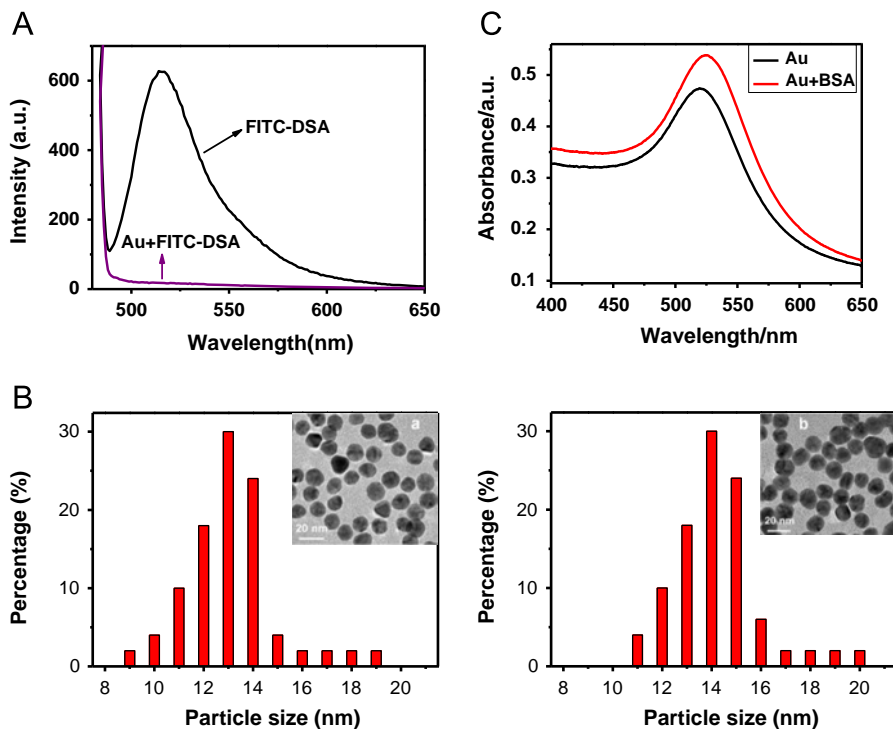 A
600
400
200
0
Intensity (a.u.)
FITC-DSA
Au+FITC-DSA
500 550 600 650
Wavelength(nm)
C
0.5
0.4
0.3
0.2
0.1
Absorbance/a.u.
Au
Au+BSA
400 450 500 550 600 650
Wavelength/nm
B
30
20
10
0
Percentage (%)
a
20 nm
8 10 12 14 16 18 20
Particle size (nm)
30
20
10
0
Percentage (%)
b
20 nm
8 10 12 14 16 18 20
Particle size (nm)